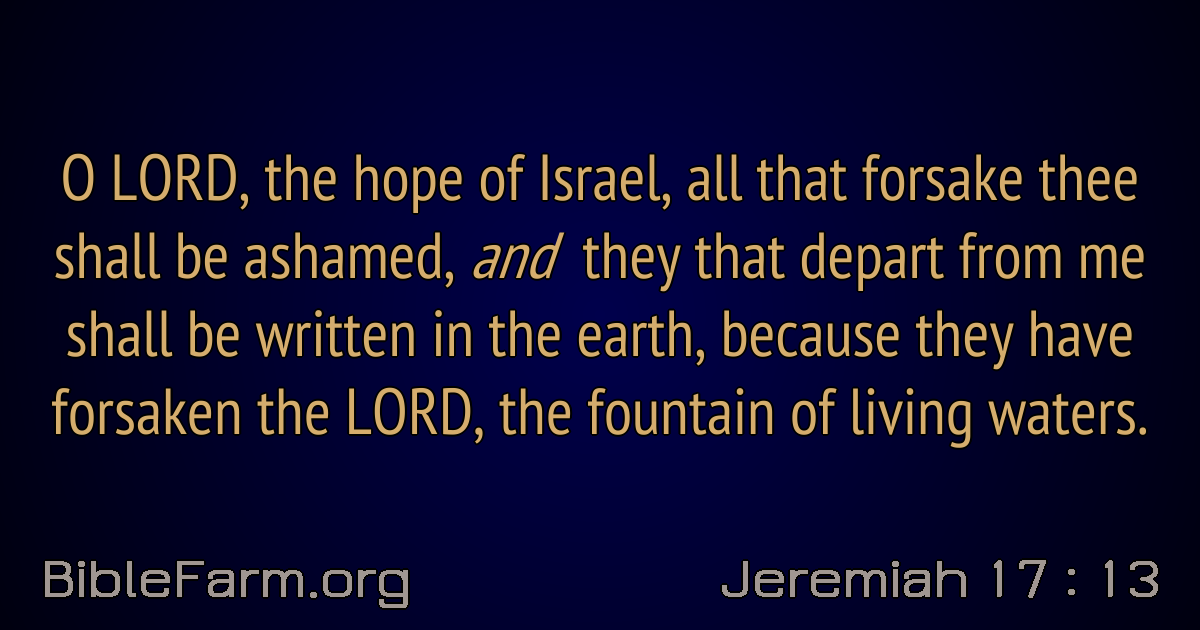 O LORD, the hope of Israel, all that forsake thee
shall be ashamed, and they that depart from me
shall be written in the earth, because they have
forsaken the LORD, the fountain of living waters.
BibleFarm.org
Jeremiah 17 : 13